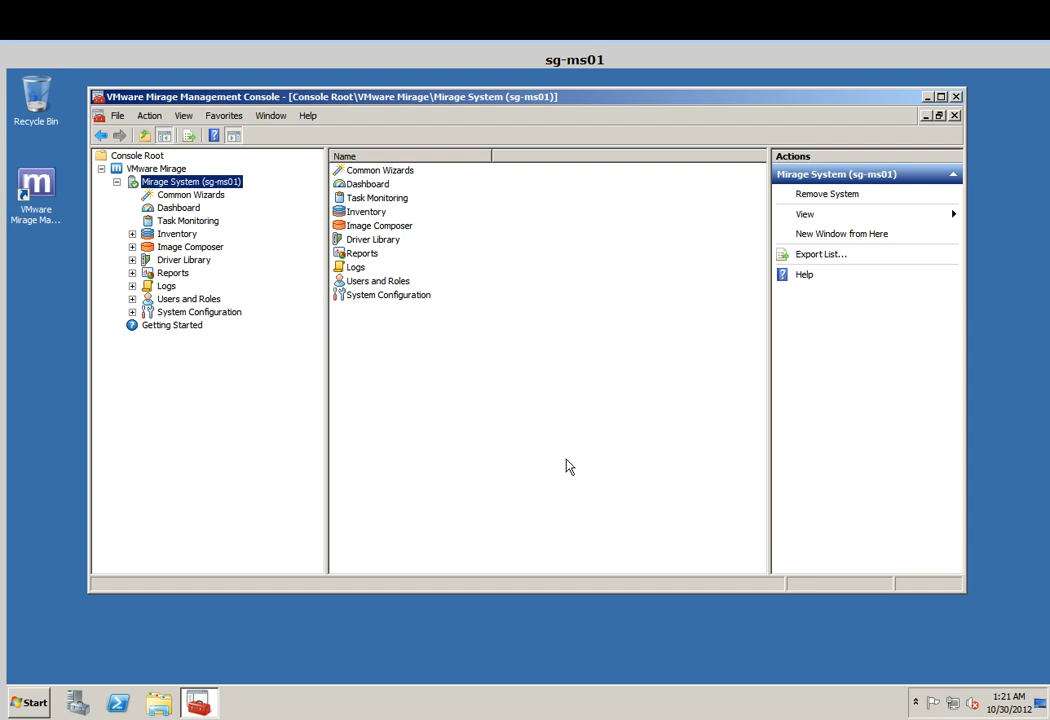 sg-ms01
Recycle Bin
VMware
Mirage Ma...
VMware Mirage Management Console - [Console Root\VMware Mirage\Mirage System (sg-ms01)]
File Action View Favorites Window Help
Console Root
VMware Mirage
Mirage System (sg-ms01)
Common Wizards
Dashboard
Task Monitoring
Inventory
Image Composer
Driver Library
Reports
Logs
Users and Roles
System Configuration
Getting Started
Name
Common Wizards
Dashboard
Task Monitoring
Inventory
Image Composer
Driver Library
Reports
Logs
Users and Roles
System Configuration
Actions
Mirage System (sg-ms01)
Remove System
View
New Window from Here
Export List...
Help
Start
1:21 AM
10/30/2012